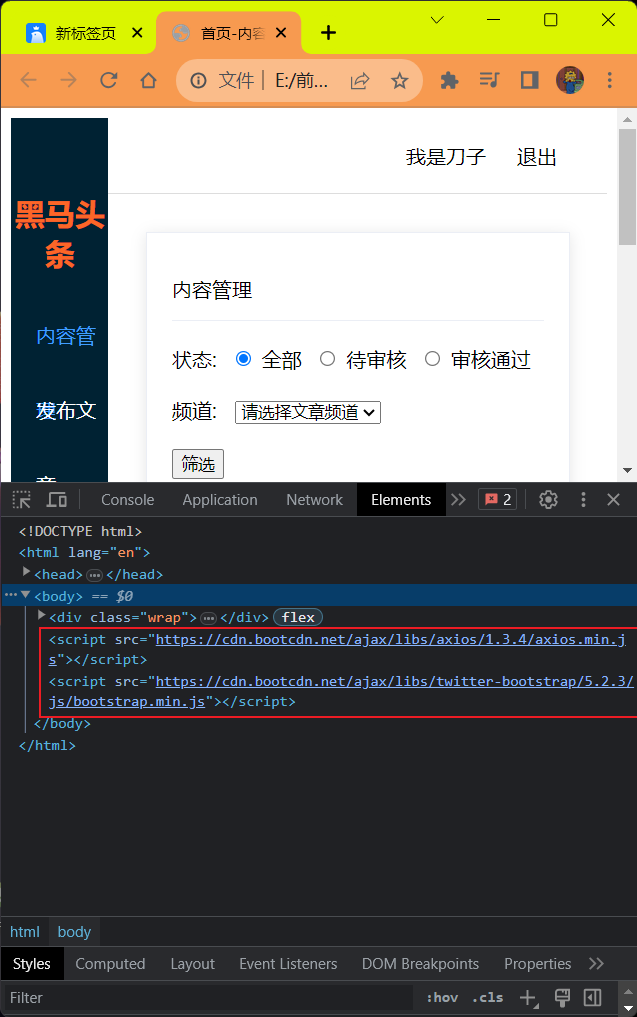 新标签页
首页-内容
文件 | E:/前...
我是刀子 退出
黑马头
条
内容管
发布文
章
内容管理
状态: 全部 待审核 审核通过
频道: 请选择文章频道
筛选
Console Application Network Elements 2
<!DOCTYPE html>
<html lang="en">
<head>…</head>
<body> == $0
<div class="wrap">…</div> flex
<script src="https://cdn.bootcdn.net/ajax/libs/axios/1.3.4/axios.min.j
s"></script>
<script src="https://cdn.bootcdn.net/ajax/libs/twitter-bootstrap/5.2.3/
js/bootstrap.min.js"></script>
</body>
</html>
html body
Styles Computed Layout Event Listeners DOM Breakpoints Properties
Filter :hov .cls